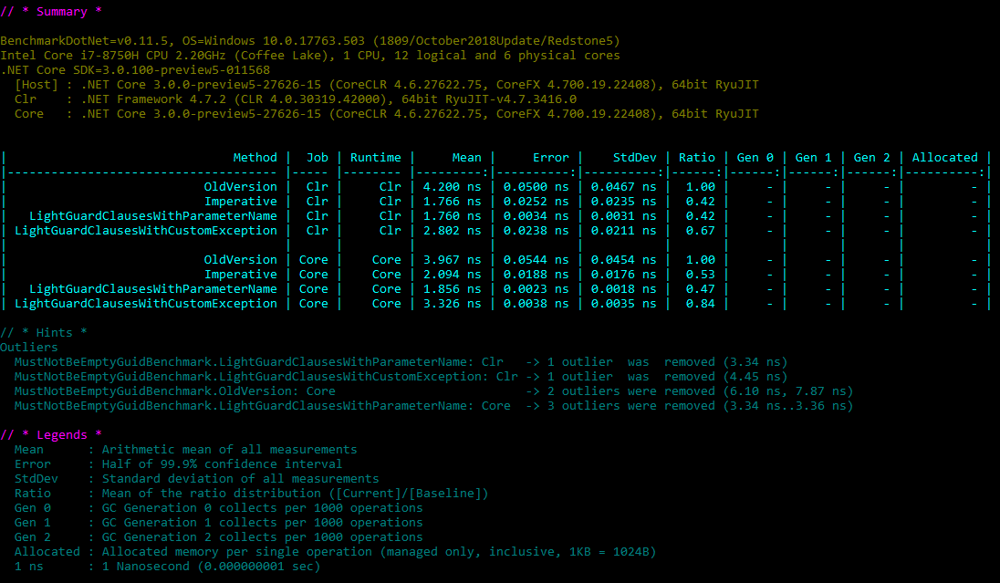 // * Summary *
BenchmarkDotNet=v0.11.5, OS=Windows 10.0.17763.503 (1809/October2018Update/Redstone5)
Intel Core i7-8750H CPU 2.20GHz (Coffee Lake), 1 CPU, 12 logical and 6 physical cores
.NET Core SDK=3.0.100-preview5-011568
  [Host] : .NET Core 3.0.0-preview5-27626-15 (CoreCLR 4.6.27622.75, CoreFX 4.700.19.22408), 64bit RyuJIT
  Clr    : .NET Framework 4.7.2 (CLR 4.0.30319.42000), 64bit RyuJIT-v4.7.3416.0
  Core   : .NET Core 3.0.0-preview5-27626-15 (CoreCLR 4.6.27622.75, CoreFX 4.700.19.22408), 64bit RyuJIT
|                               Method |  Job | Runtime |     Mean |     Error |    StdDev | Ratio | Gen 0 | Gen 1 | Gen 2 | Allocated |
|------------------------------------- |----- |-------- |---------:|----------:|----------:|------:|------:|------:|------:|----------:|
|                           OldVersion |  Clr |     Clr | 4.200 ns | 0.0500 ns | 0.0467 ns |  1.00 |     - |     - |     - |         - |
|                           Imperative |  Clr |     Clr | 1.766 ns | 0.0252 ns | 0.0235 ns |  0.42 |     - |     - |     - |         - |
|   LightGuardClausesWithParameterName |  Clr |     Clr | 1.760 ns | 0.0034 ns | 0.0031 ns |  0.42 |     - |     - |     - |         - |
| LightGuardClausesWithCustomException |  Clr |     Clr | 2.802 ns | 0.0238 ns | 0.0211 ns |  0.67 |     - |     - |     - |         - |
|                                      |      |         |          |           |           |       |       |       |       |           |
|                           OldVersion | Core |    Core | 3.967 ns | 0.0544 ns | 0.0454 ns |  1.00 |     - |     - |     - |         - |
|                           Imperative | Core |    Core | 2.094 ns | 0.0188 ns | 0.0176 ns |  0.53 |     - |     - |     - |         - |
|   LightGuardClausesWithParameterName | Core |    Core | 1.856 ns | 0.0023 ns | 0.0018 ns |  0.47 |     - |     - |     - |         - |
| LightGuardClausesWithCustomException | Core |    Core | 3.326 ns | 0.0038 ns | 0.0035 ns |  0.84 |     - |     - |     - |         - |
// * Hints *
Outliers
  MustNotBeEmptyGuidBenchmark.LightGuardClausesWithParameterName: Clr   -> 1 outlier  was  removed (3.34 ns)
  MustNotBeEmptyGuidBenchmark.LightGuardClausesWithCustomException: Clr -> 1 outlier  was  removed (4.45 ns)
  MustNotBeEmptyGuidBenchmark.OldVersion: Core                          -> 2 outliers were removed (6.10 ns, 7.87 ns)
  MustNotBeEmptyGuidBenchmark.LightGuardClausesWithParameterName: Core  -> 3 outliers were removed (3.34 ns..3.36 ns)
// * Legends *
  Mean      : Arithmetic mean of all measurements
  Error     : Half of 99.9% confidence interval
  StdDev    : Standard deviation of all measurements
  Ratio     : Mean of the ratio distribution ([Current]/[Baseline])
  Gen 0     : GC Generation 0 collects per 1000 operations
  Gen 1     : GC Generation 1 collects per 1000 operations
  Gen 2     : GC Generation 2 collects per 1000 operations
  Allocated : Allocated memory per single operation (managed only, inclusive, 1KB = 1024B)
  1 ns      : 1 Nanosecond (0.000000001 sec)